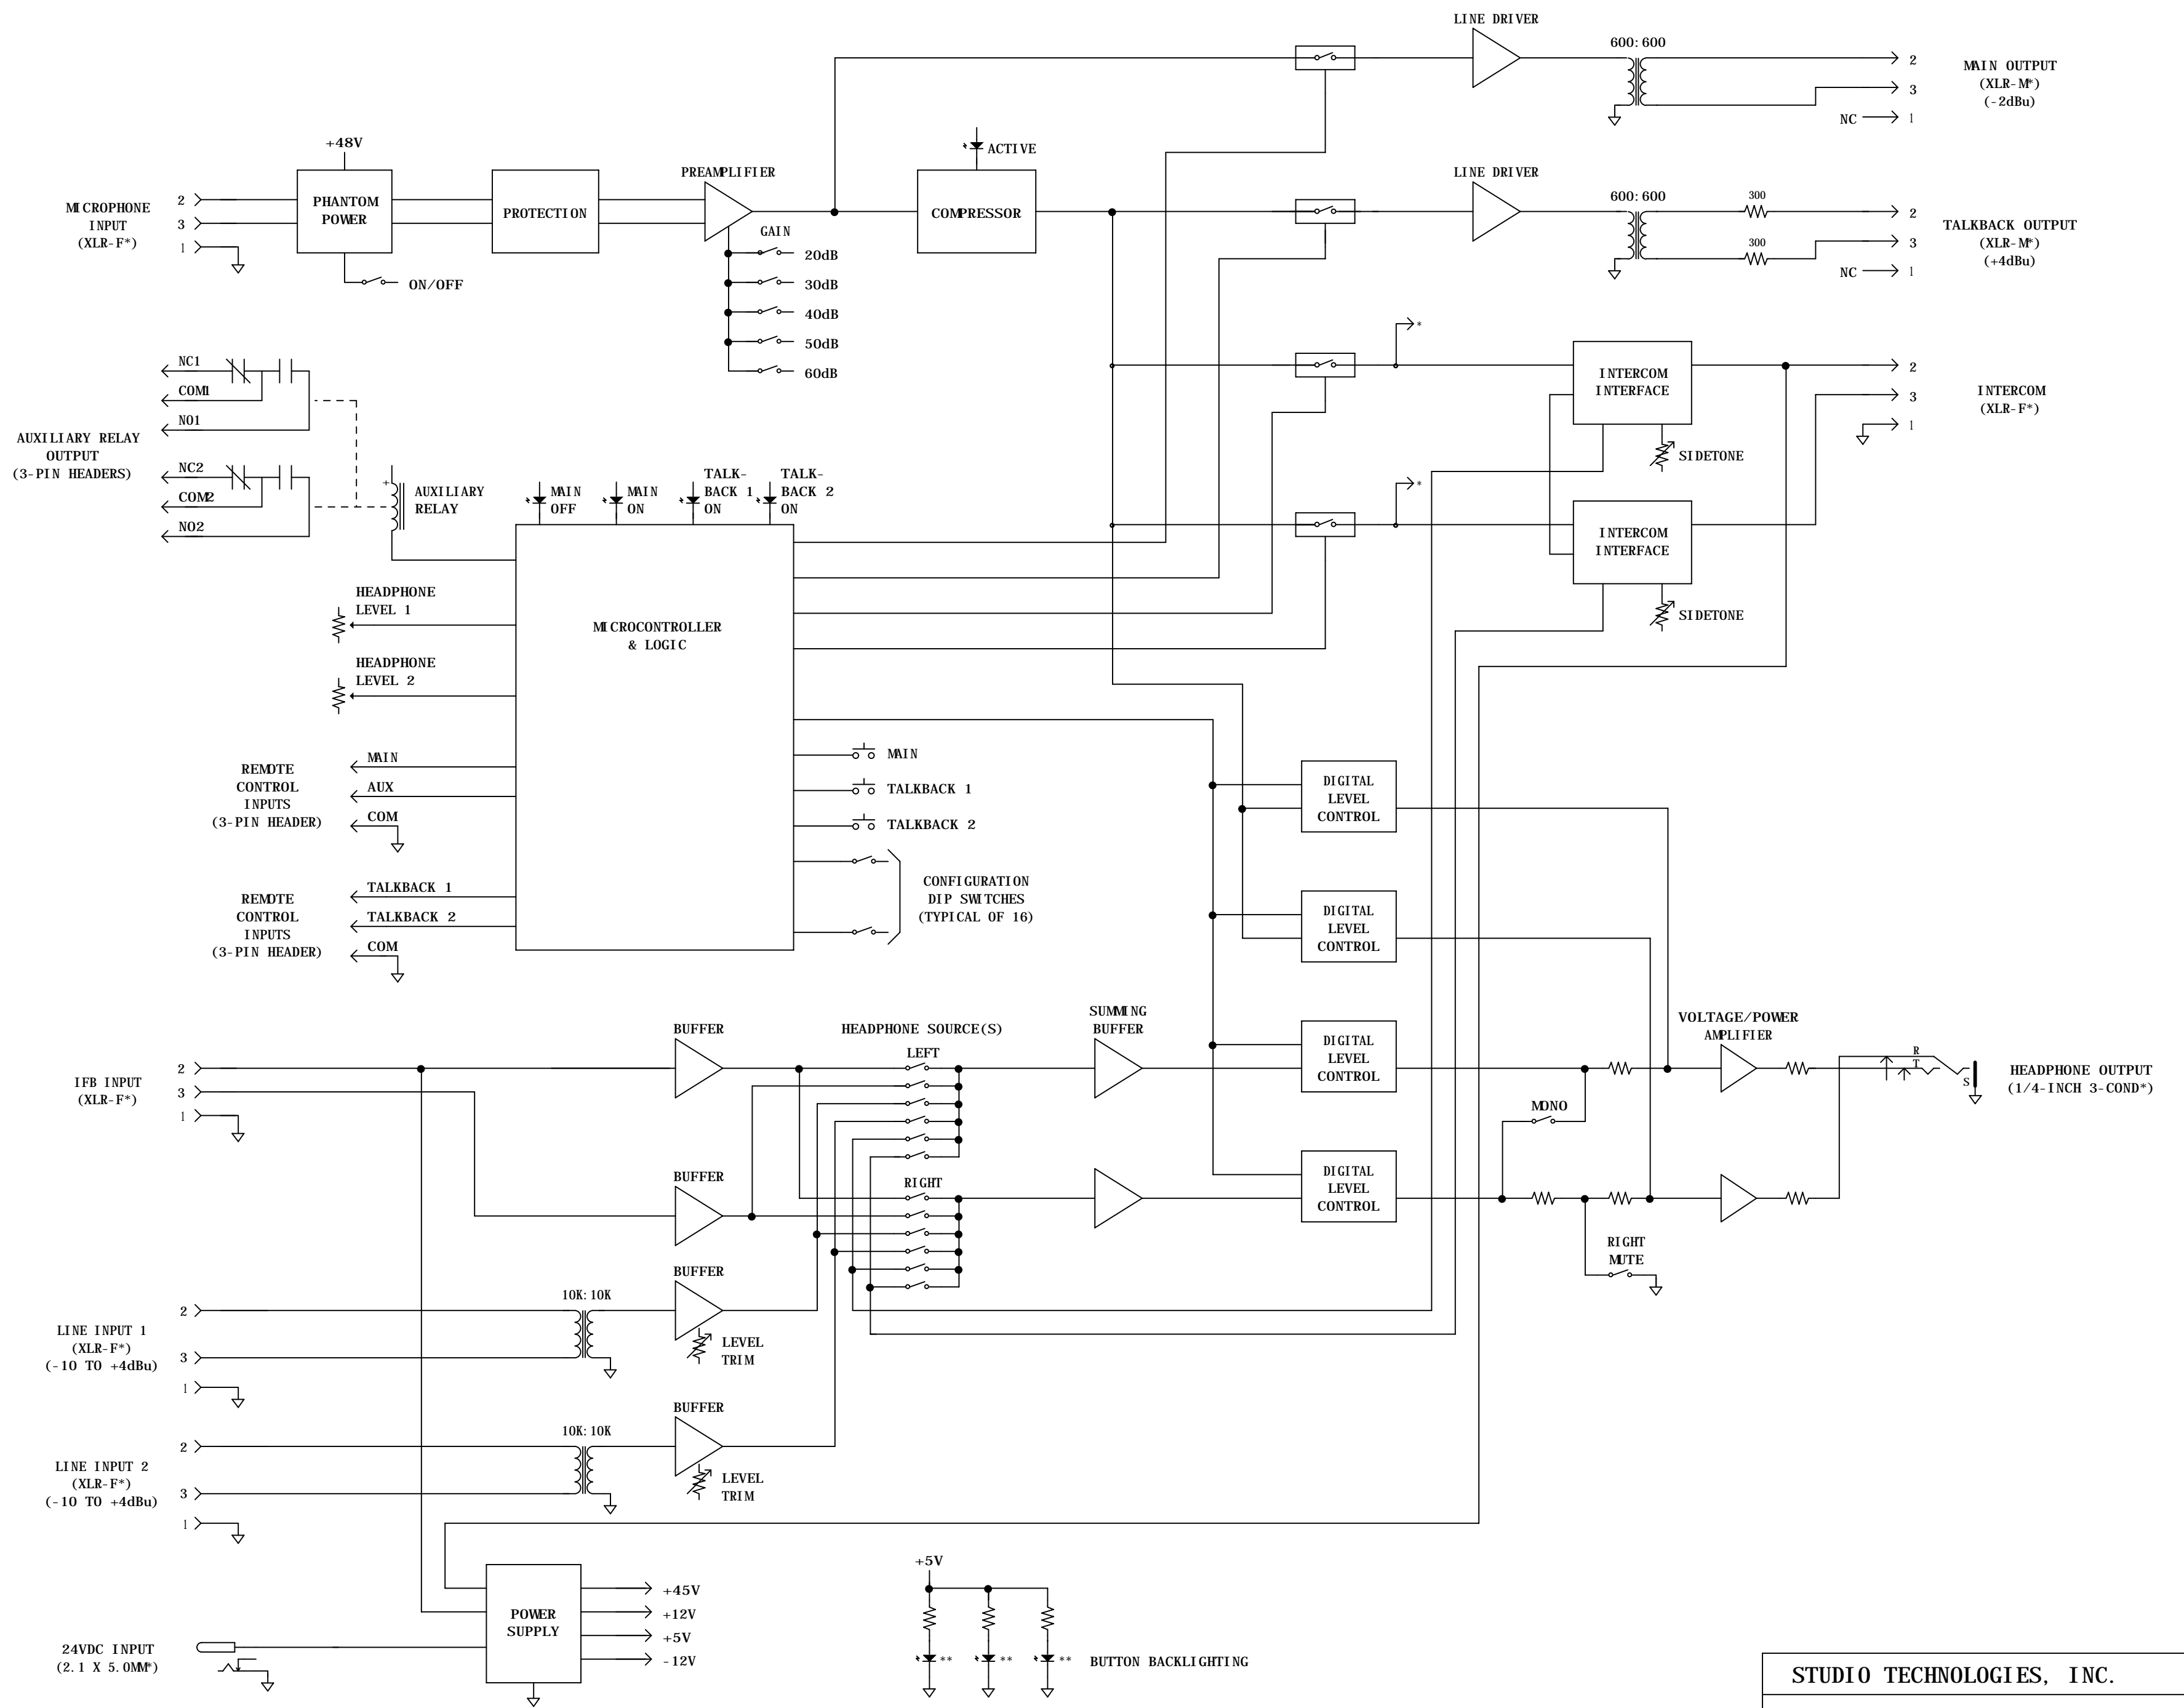 LINE DRIVER
600:600
2
3
NC
1
MAIN OUTPUT
(XLR-M*)
(-2dBu)
+48V
ACTIVE
MICROPHONE
INPUT
(XLR-F*)
2
3
1
PHANTOM
POWER
ON/OFF
PROTECTION
PREAMPLIFIER
GAIN
20dB
30dB
40dB
50dB
60dB
COMPRESSOR
LINE DRIVER
600:600
300
300
2
3
NC
1
TALKBACK OUTPUT
(XLR-M*)
(+4dBu)
*
INTERCOM
INTERFACE
SIDETONE
2
3
1
INTERCOM
(XLR-F*)
*
INTERCOM
INTERFACE
SIDETONE
AUXILIARY RELAY
OUTPUT
(3-PIN HEADERS)
NC1
COM1
NO1
NC2
COM2
NO2
+
AUXILIARY
RELAY
MAIN
OFF
MAIN
ON
TALK-
BACK 1
ON
TALK-
BACK 2
ON
MICROCONTROLLER
& LOGIC
HEADPHONE
LEVEL 1
HEADPHONE
LEVEL 2
REMOTE
CONTROL
INPUTS
(3-PIN HEADER)
MAIN
AUX
COM
REMOTE
CONTROL
INPUTS
(3-PIN HEADER)
TALKBACK 1
TALKBACK 2
COM
MAIN
TALKBACK 1
TALKBACK 2
CONFIGURATION
DIP SWITCHES
(TYPICAL OF 16)
DIGITAL
LEVEL
CONTROL
DIGITAL
LEVEL
CONTROL
DIGITAL
LEVEL
CONTROL
DIGITAL
LEVEL
CONTROL
IFB INPUT
(XLR-F*)
2
3
1
BUFFER
BUFFER
HEADPHONE SOURCE(S)
LEFT
RIGHT
SUMMING
BUFFER
MONO
RIGHT
MUTE
VOLTAGE/POWER
AMPLIFIER
R
T
S
HEADPHONE OUTPUT
(1/4-INCH 3-COND*)
LINE INPUT 1
(XLR-F*)
(-10 TO +4dBu)
2
3
1
10K:10K
BUFFER
LEVEL
TRIM
LINE INPUT 2
(XLR-F*)
(-10 TO +4dBu)
2
3
1
10K:10K
BUFFER
LEVEL
TRIM
24VDC INPUT
(2.1 X 5.0MM*)
POWER
SUPPLY
+45V
+12V
+5V
-12V
+5V
**
**
**
BUTTON BACKLIGHTING
STUDIO TECHNOLOGIES, INC.